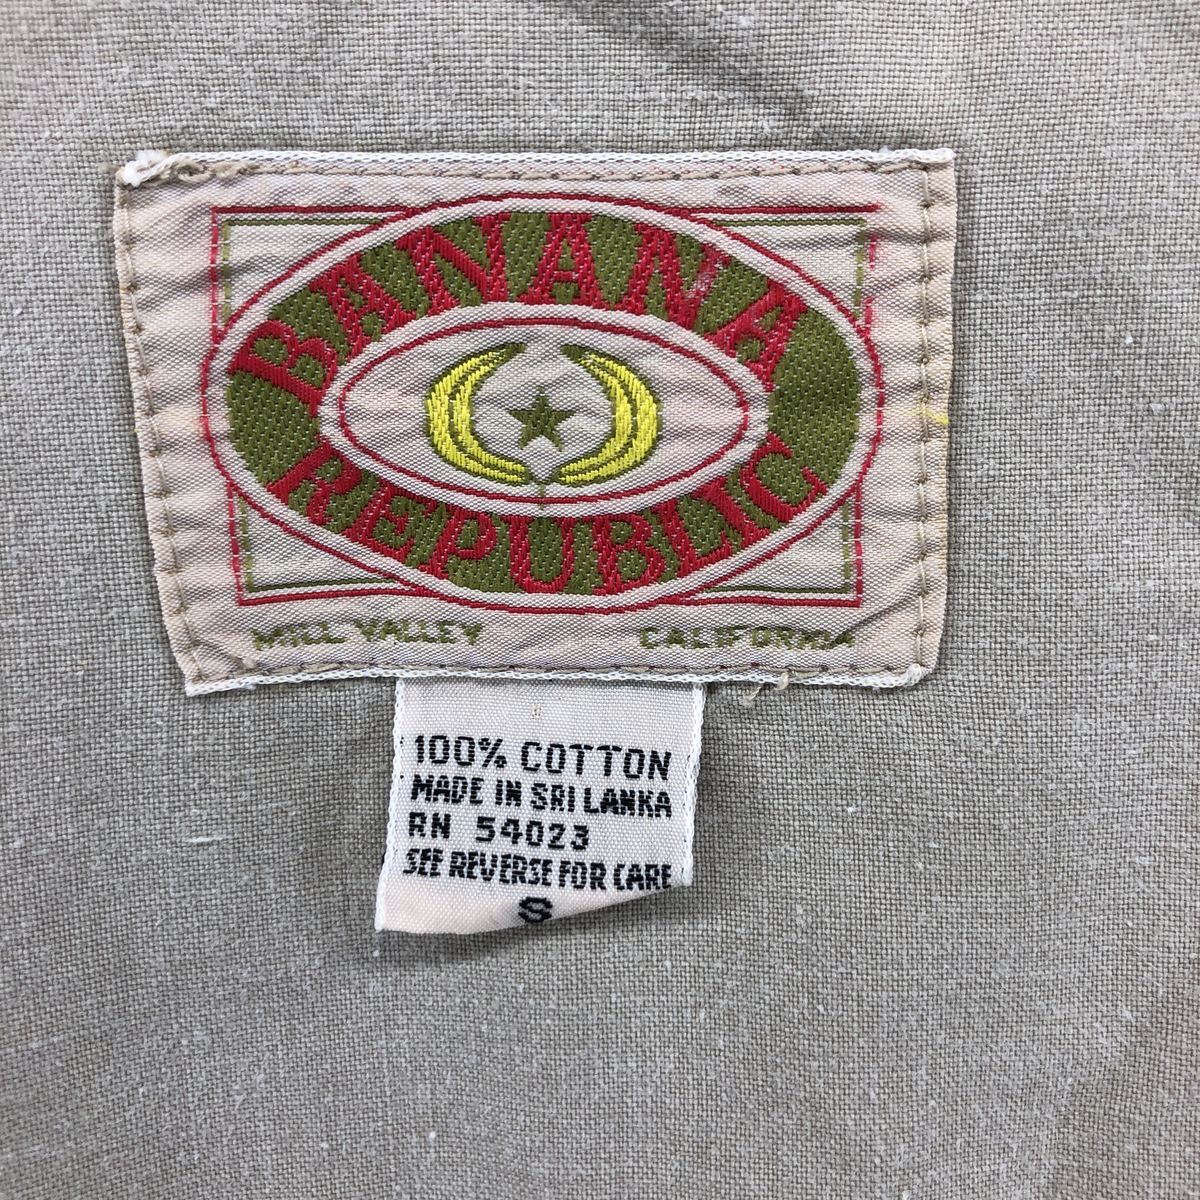 BANANA
REPUBLIC
MILL VALLEY CALIFORNIA
100% COTTON
MADE IN SRI LANKA
RN 54023
SEE REVERSE FOR CARE
S